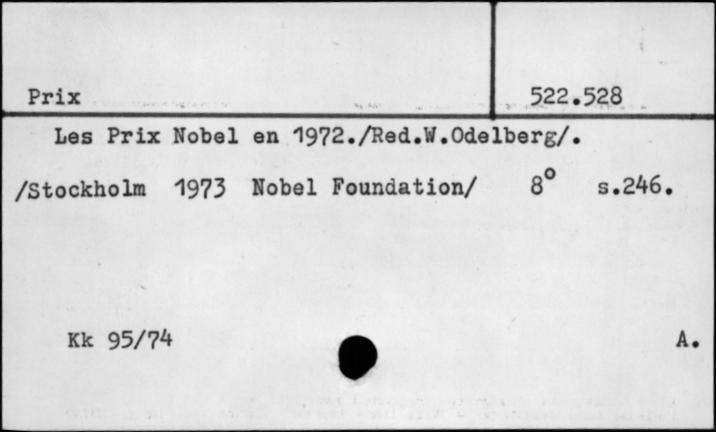 Prix 522.528
Les Prix Nobel en 1972./Red.W.Odelberg/.
/Stockholm 1973 Nobel Foundation/ 8° s.246.
Kk 95/74 A.